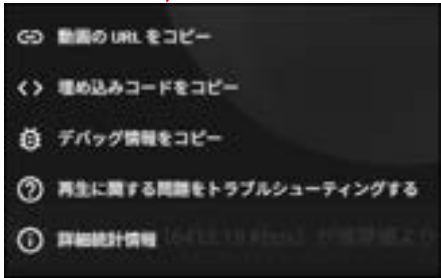 動画の URL をコピー
埋め込みコードをコピー
デバッグ情報をコピー
再生に関する問題をトラブルシューティングする
詳細統計情報